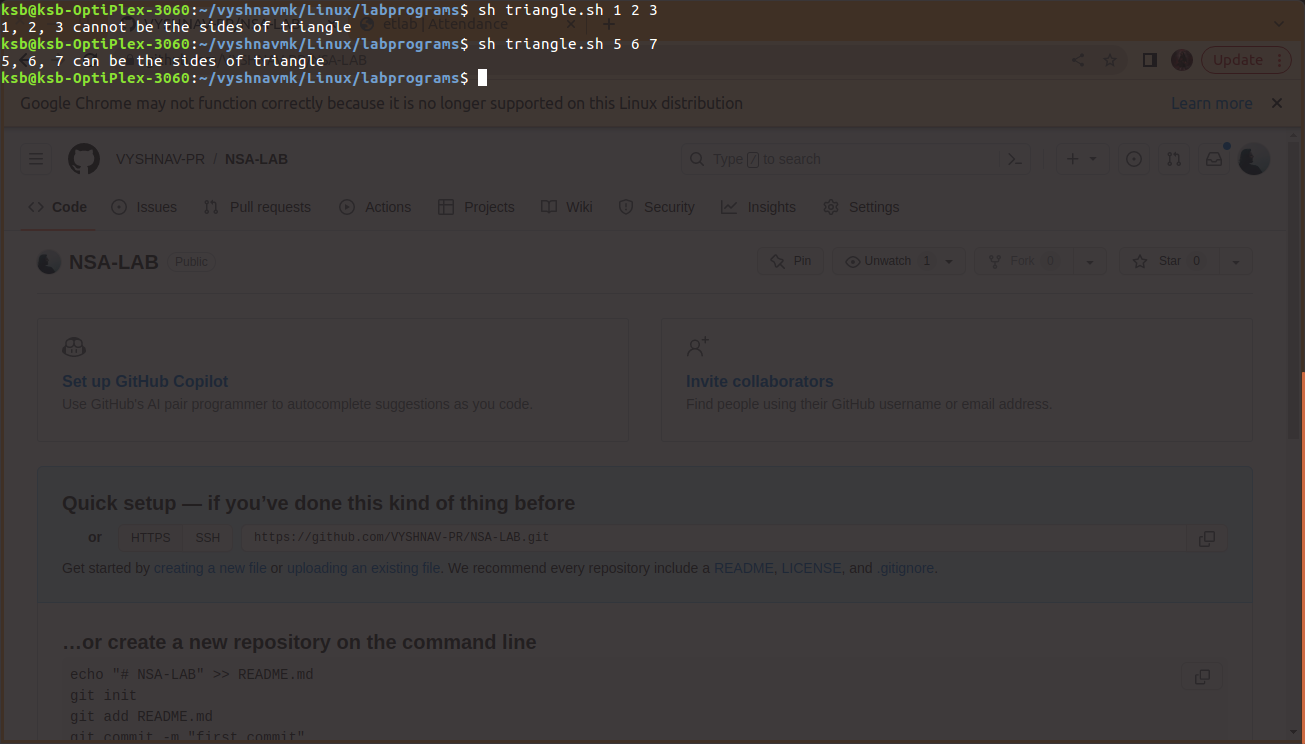 ksb@ksb-OptiPlex-3060:~/vyshnavmk/Linux/labprograms$ sh triangle.sh 1 2 3
1, 2, 3 cannot be the sides of triangle
ksb@ksb-OptiPlex-3060:~/vyshnavmk/Linux/labprograms$ sh triangle.sh 5 6 7
5, 6, 7 can be the sides of triangle
ksb@ksb-OptiPlex-3060:~/vyshnavmk/Linux/labprograms$
VYSHNAV-PR/NSA-LAB
etlab | Attendance
Update
Google Chrome may not function correctly because it is no longer supported on this Linux distribution
Learn more
VYSHNAV-PR / NSA-LAB
Type / to search
Code Issues Pull requests Actions Projects Wiki Security Insights Settings
NSA-LAB Public
Pin Unwatch 1 Fork 0 Star 0
Set up GitHub Copilot
Use GitHub's AI pair programmer to autocomplete suggestions as you code.
Invite collaborators
Find people using their GitHub username or email address.
Quick setup — if you've done this kind of thing before
or HTTPS SSH https://github.com/VYSHNAV-PR/NSA-LAB.git
Get started by creating a new file or uploading an existing file. We recommend every repository include a README, LICENSE, and .gitignore.
…or create a new repository on the command line
echo "# NSA-LAB" >> README.md
git init
git add README.md
git commit -m "first commit"